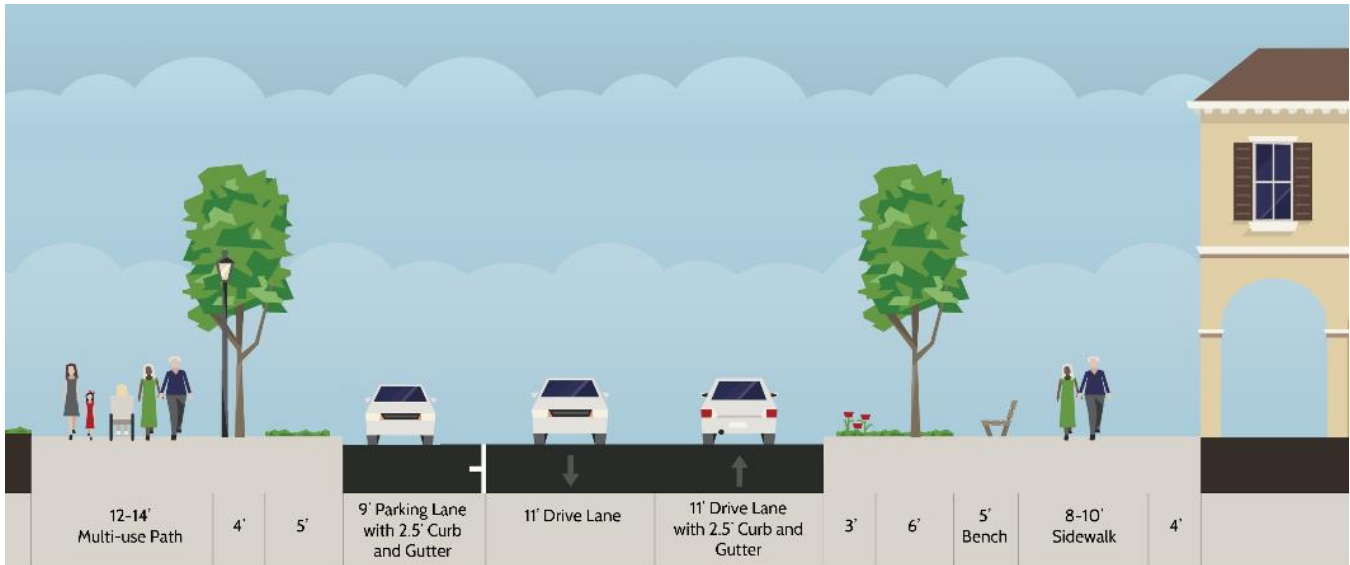 12-14'
Multi-use Path
4'
5'
9' Parking Lane
with 2.5' Curb
and Gutter
11' Drive Lane
11' Drive Lane
with 2.5' Curb and
Gutter
3'
6'
5'
Bench
8-10'
Sidewalk
4'